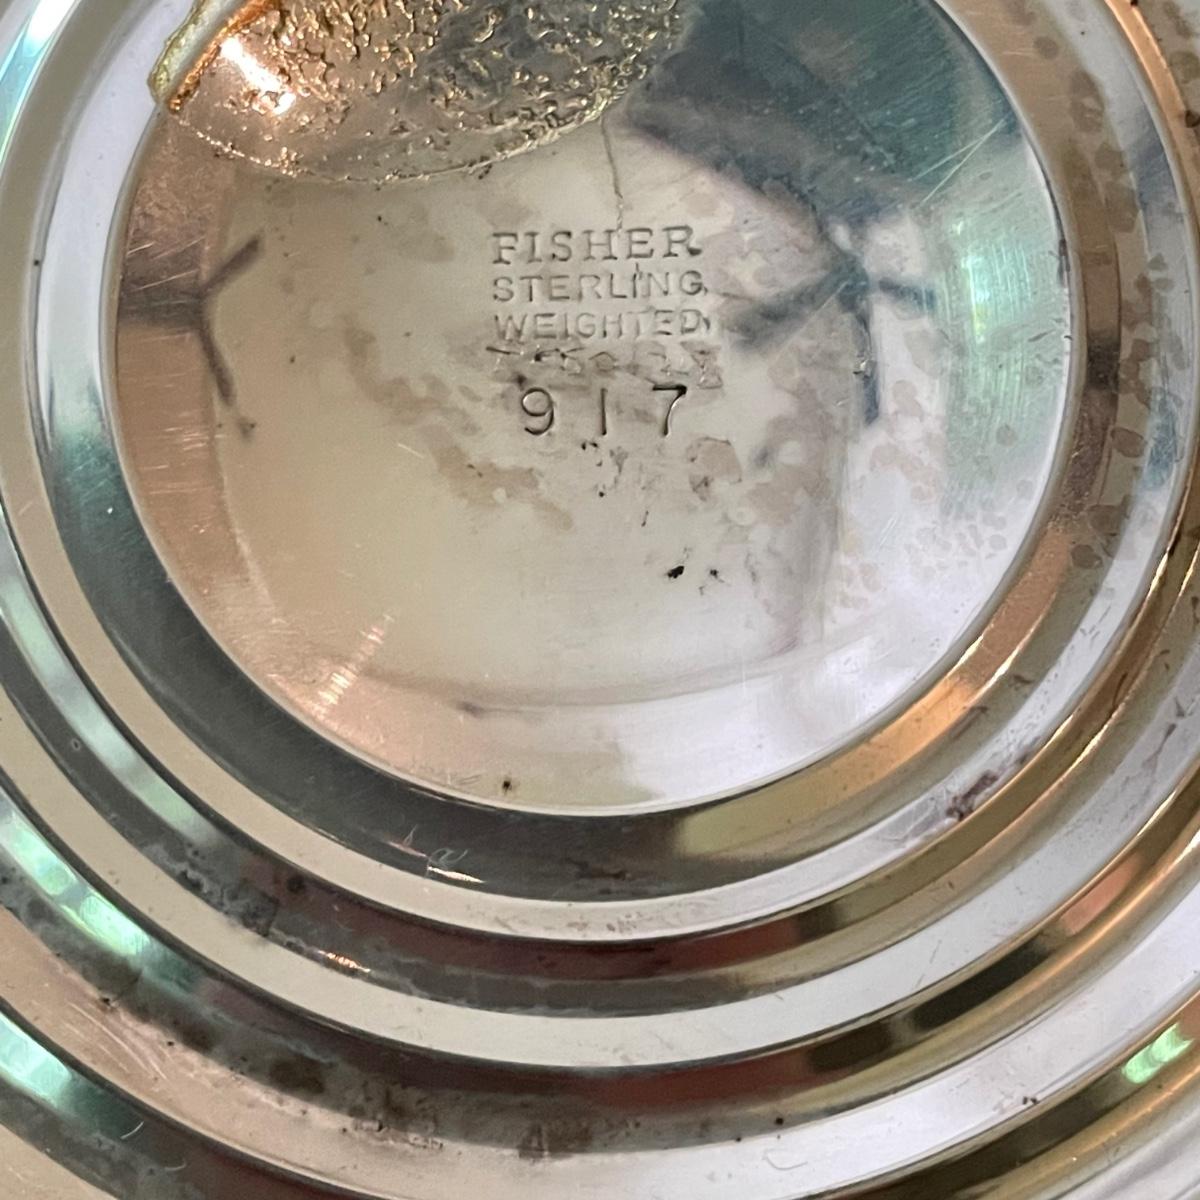 FISHER
STERLING
WEIGHTED
917